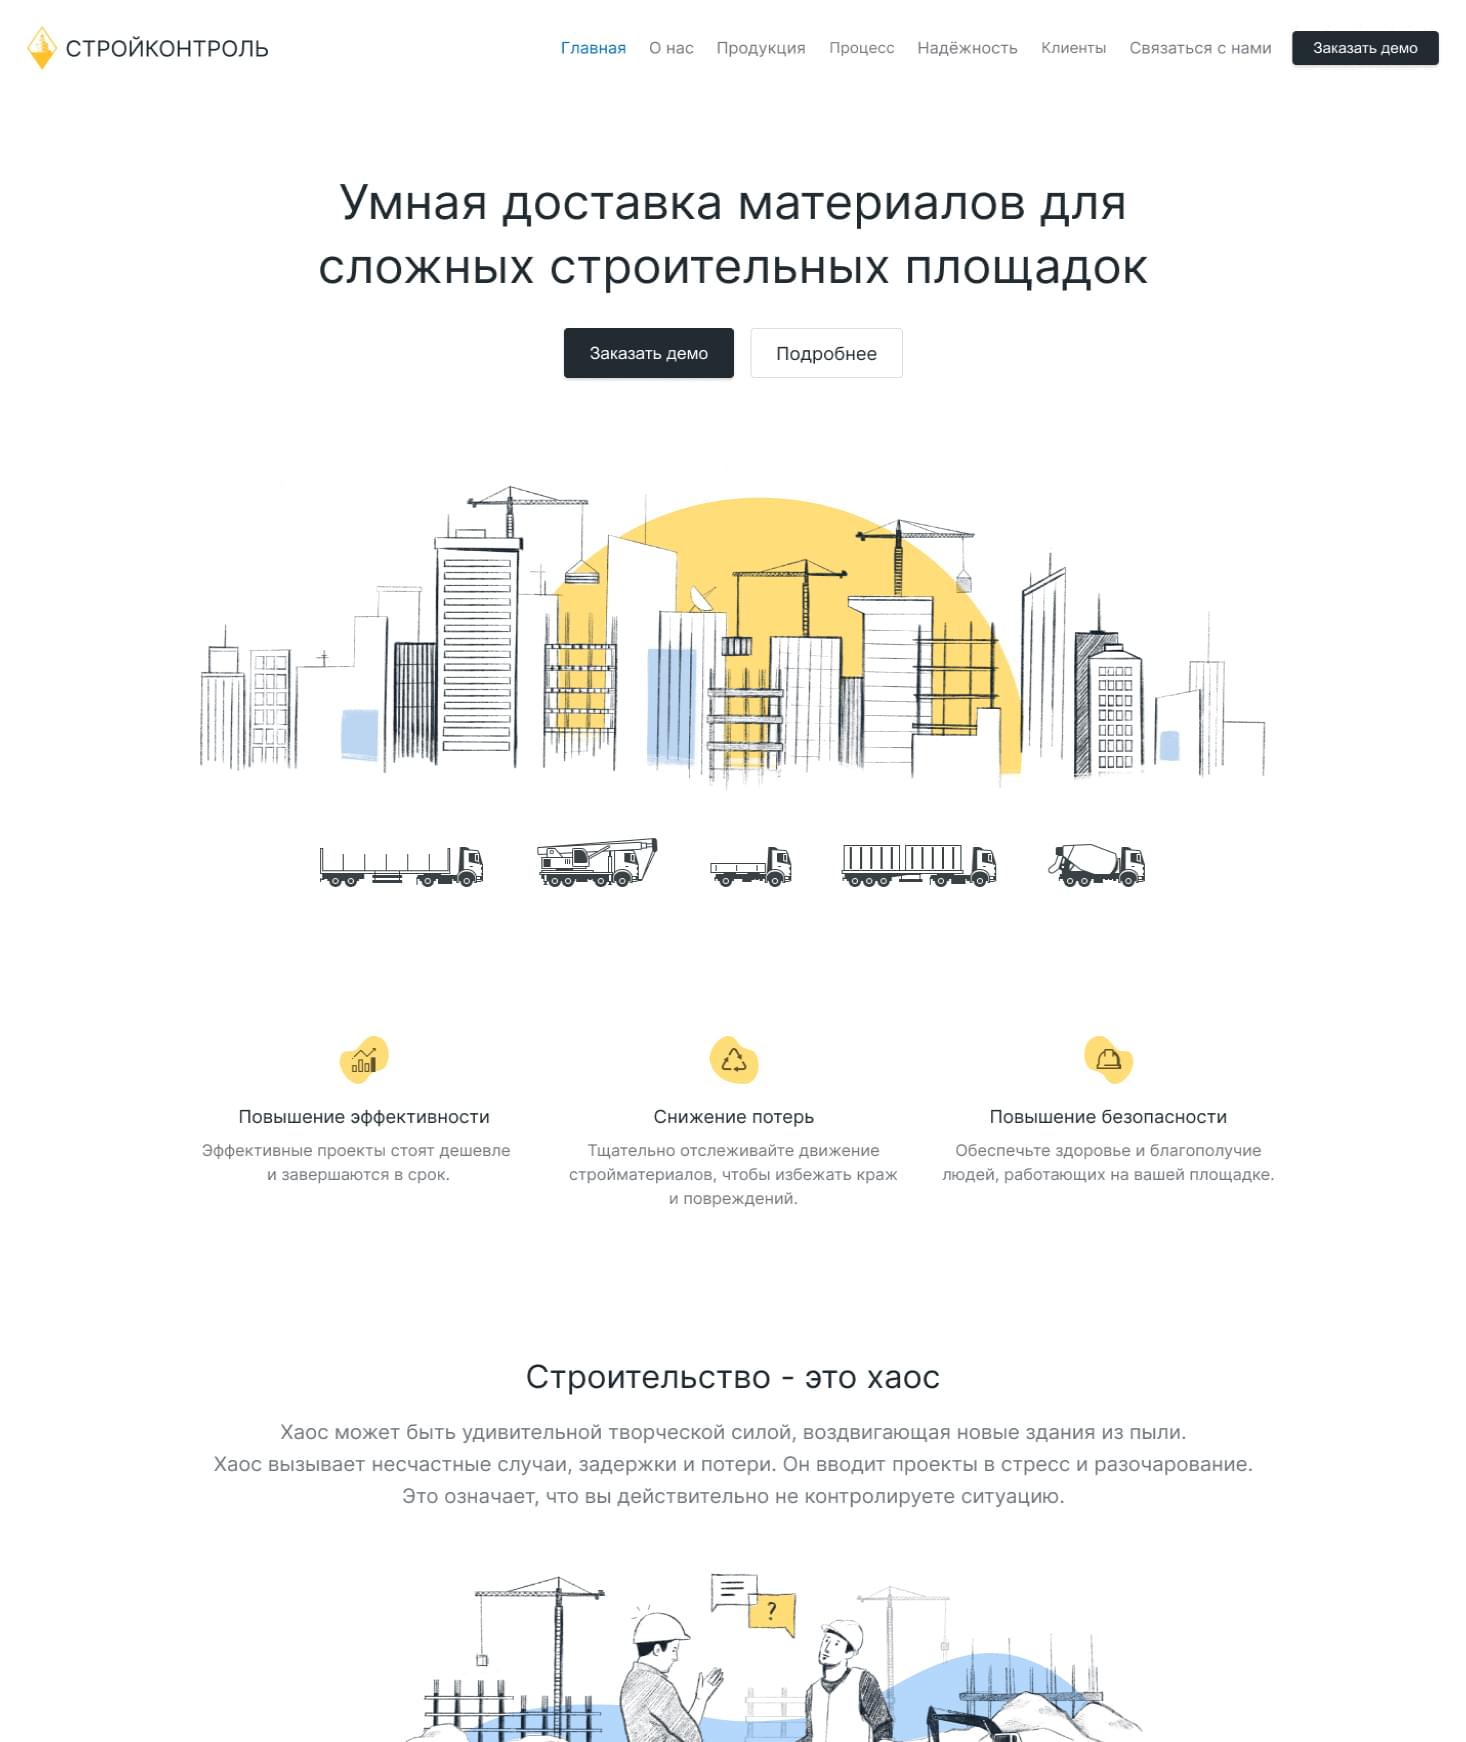 СТРОЙКОНТРОЛЬ
Главная О нас Продукция Процесс Надёжность Клиенты Связаться с нами Заказать демо
Умная доставка материалов для
сложных строительных площадок
Заказать демо Подробнее
Повышение эффективности
Эффективные проекты стоят дешевле
и завершаются в срок.
Снижение потерь
Тщательно отслеживайте движение
стройматериалов, чтобы избежать краж
и повреждений.
Повышение безопасности
Обеспечьте здоровье и благополучие
людей, работающих на вашей площадке.
Строительство - это хаос
Хаос может быть удивительной творческой силой, воздвигающая новые здания из пыли.
Хаос вызывает несчастные случаи, задержки и потери. Он вводит проекты в стресс и разочарование.
Это означает, что вы действительно не контролируете ситуацию.
?